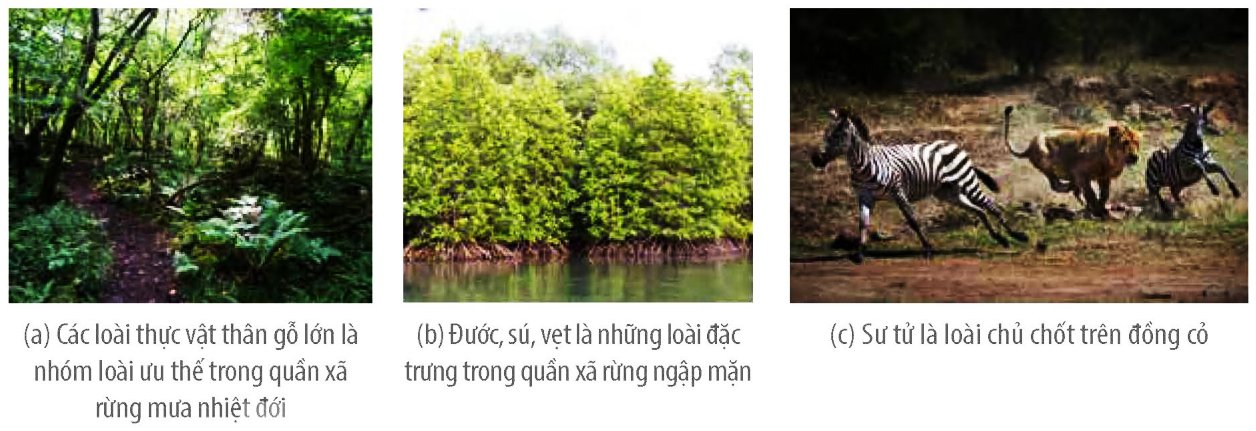 (a) Các loài thực vật thân gỗ lớn là
nhóm loài ưu thế trong quần xã
rừng mưa nhiệt đới
(b) Đước, sú, vẹt là những loài đặc
trưng trong quần xã rừng ngập mặn
(c) Sư tử là loài chủ chốt trên đồng cỏ